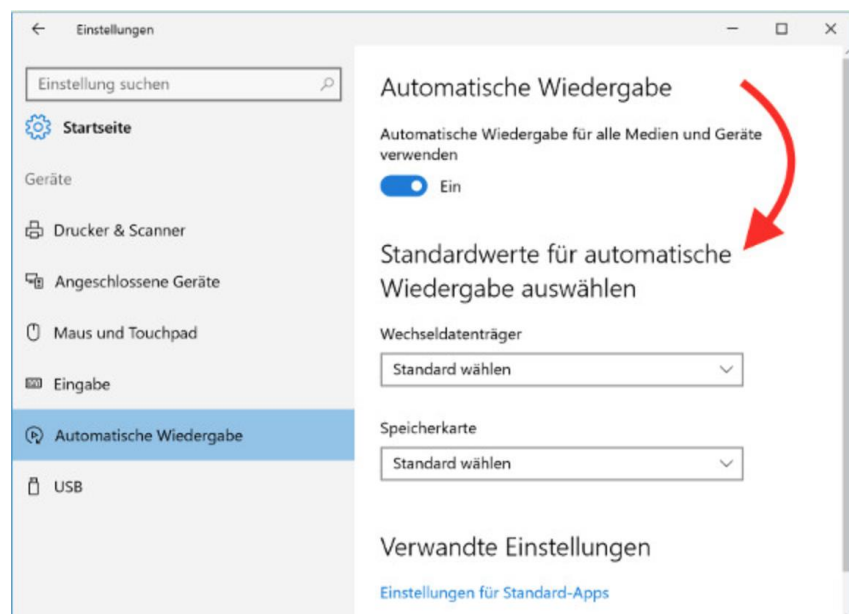 Einstellungen
Einstellung suchen
Startseite
Geräte
Drucker & Scanner
Angeschlossene Geräte
Maus und Touchpad
Eingabe
Automatische Wiedergabe
USB
Automatische Wiedergabe
Automatische Wiedergabe für alle Medien und Geräte
verwenden
Ein
Standardwerte für automatische
Wiedergabe auswählen
Wechseldatenträger
Standard wählen
Speicherkarte
Standard wählen
Verwandte Einstellungen
Einstellungen für Standard-Apps